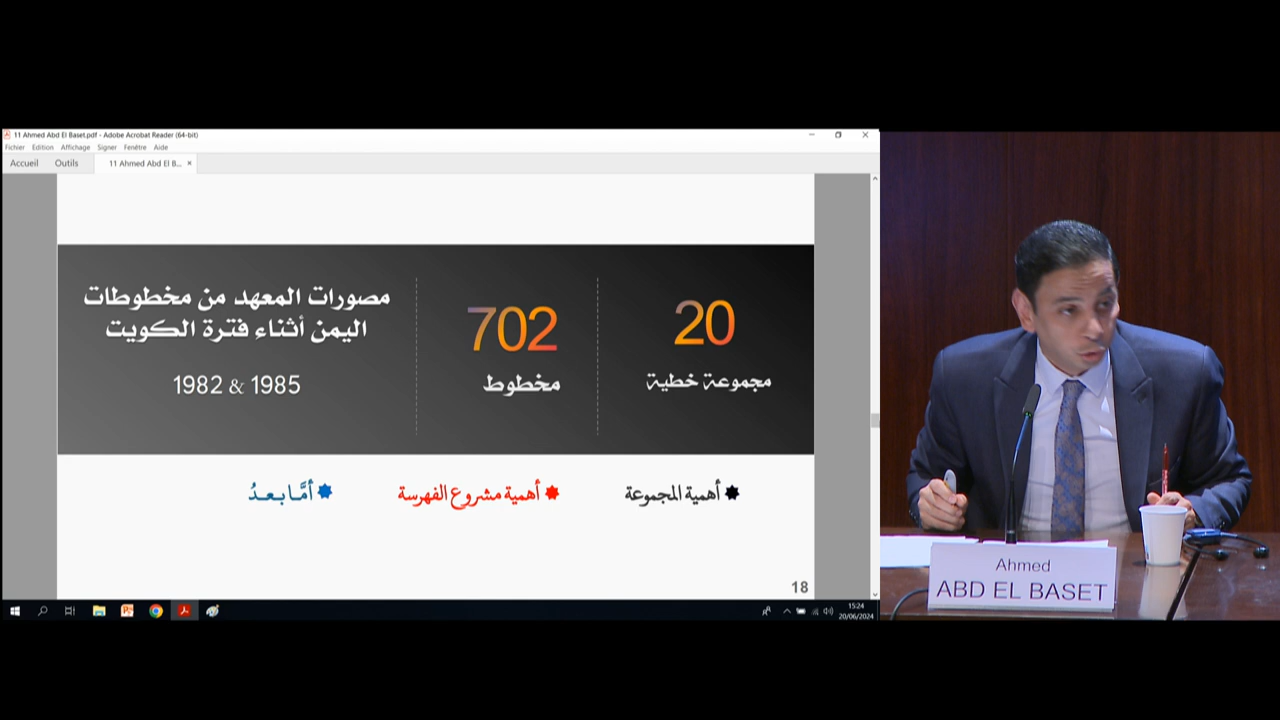 11 Ahmed Abd El Baset.pdf - Adobe Acrobat Reader (64-bit)
Fichier Edition Affichage Signer Fenêtre Aide
Accueil Outils 11 Ahmed Abd El B... ×
20
مجموعة خطية
702
مخطوط
مصورات المعهد من مخطوطات
اليمن أثناء فترة الكويت
1982 & 1985
أهمية المجموعة
أهمية مشروع الفهرسة
أمَّا بعدُ
18
15:24
20/06/2024
Ahmed
ABD EL BASET